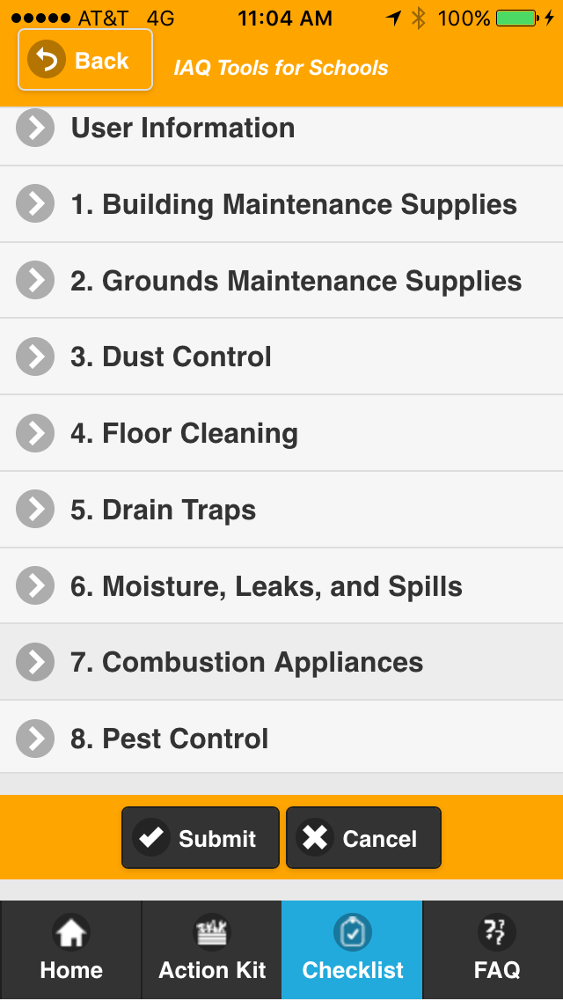 AT&T 4G 11:04 AM 100%
Back IAQ Tools for Schools
User Information
1. Building Maintenance Supplies
2. Grounds Maintenance Supplies
3. Dust Control
4. Floor Cleaning
5. Drain Traps
6. Moisture, Leaks, and Spills
7. Combustion Appliances
8. Pest Control
Submit Cancel
Home Action Kit Checklist FAQ